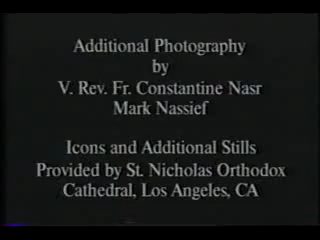 Additional Photography
by
V. Rev. Fr. Constantine Nasr
Mark Nassief
Icons and Additional Stills
Provided by St. Nicholas Orthodox
Cathedral, Los Angeles, CA